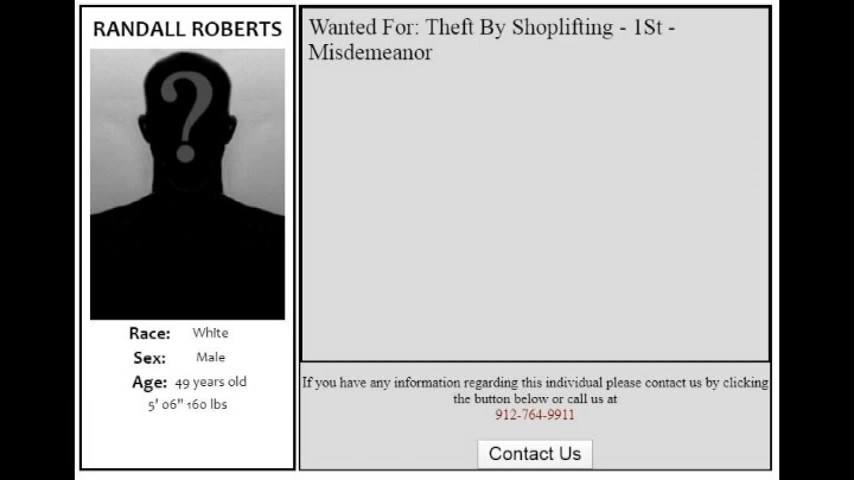 RANDALL ROBERTS
?
Race: White
Sex: Male
Age: 49 years old
5' 06" 160 lbs
Wanted For: Theft By Shoplifting - 1St -
Misdemeanor
If you have any information regarding this individual please contact us by clicking
the button below or call us at
912-764-9911
Contact Us